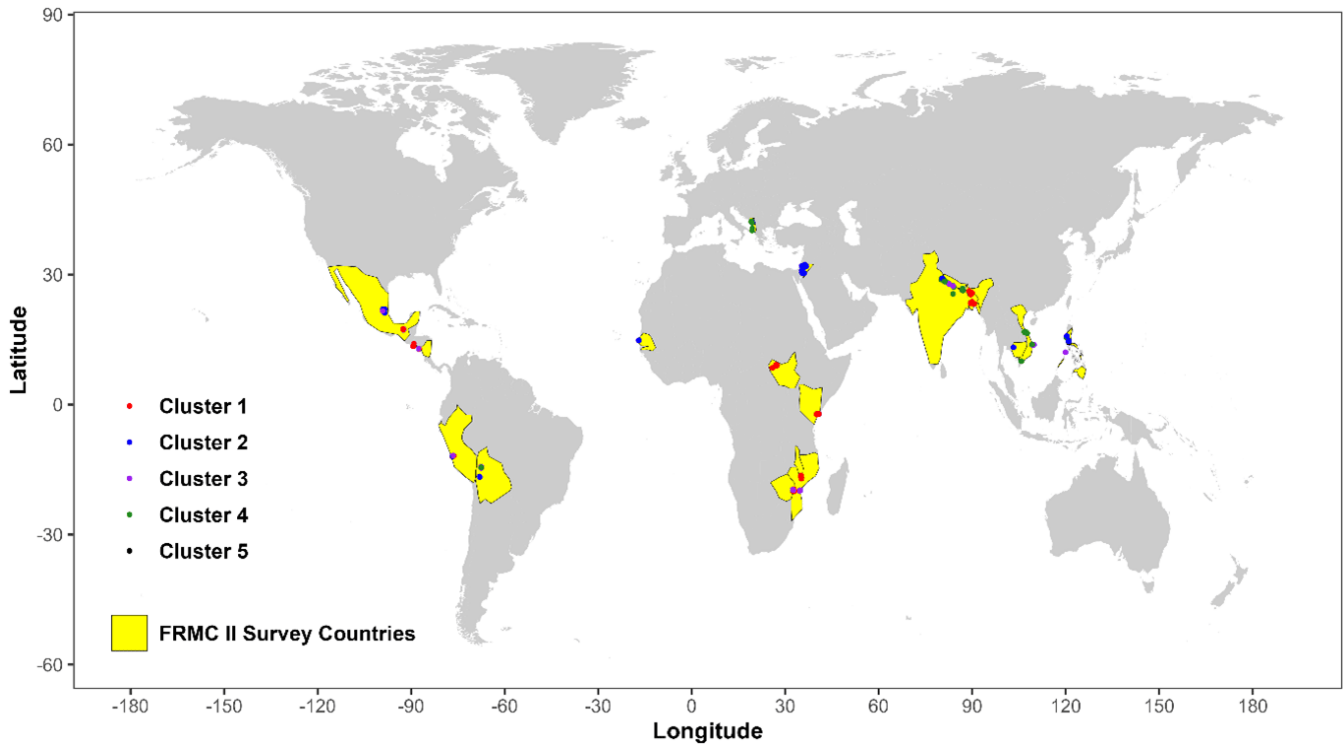 90
60
30
0
-30
-60
Latitude
Cluster 1
Cluster 2
Cluster 3
Cluster 4
Cluster 5
FRMC II Survey Countries
-180 -150 -120 -90 -60 -30 0 30 60 90 120 150 180
Longitude